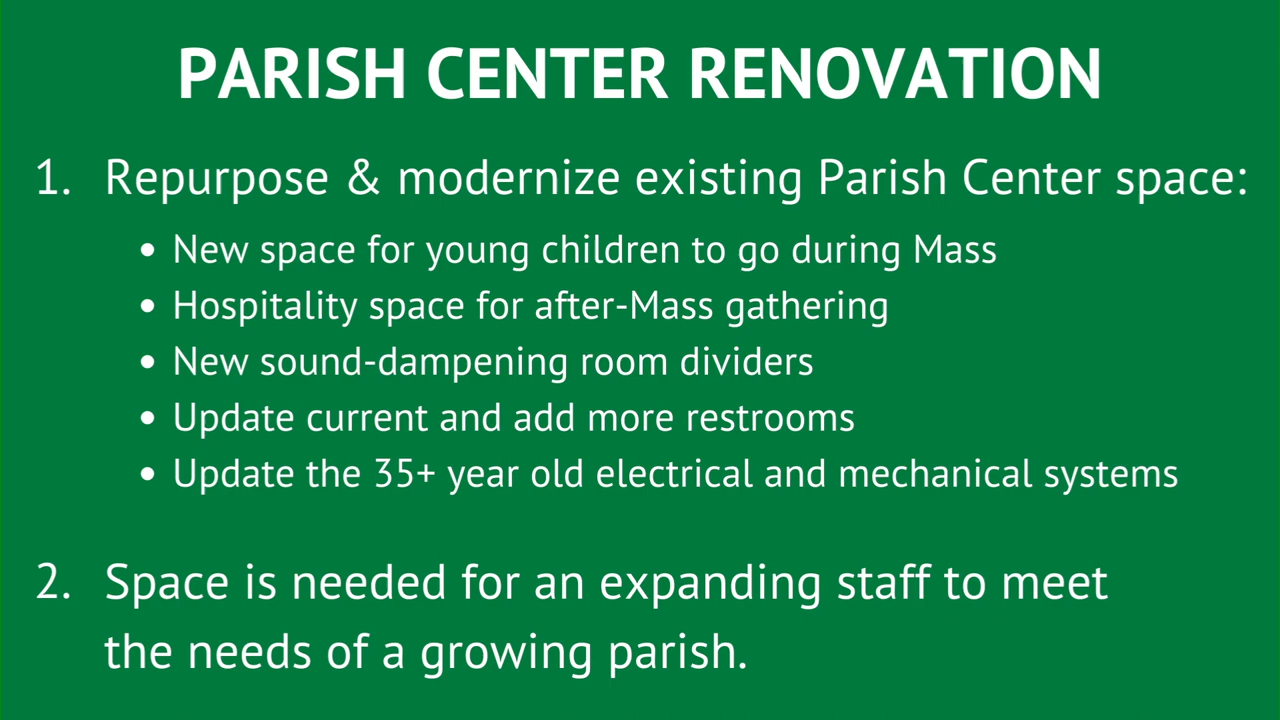 PARISH CENTER RENOVATION
1. Repurpose & modernize existing Parish Center space:
• New space for young children to go during Mass
• Hospitality space for after-Mass gathering
• New sound-dampening room dividers
• Update current and add more restrooms
• Update the 35+ year old electrical and mechanical systems
2. Space is needed for an expanding staff to meet
the needs of a growing parish.